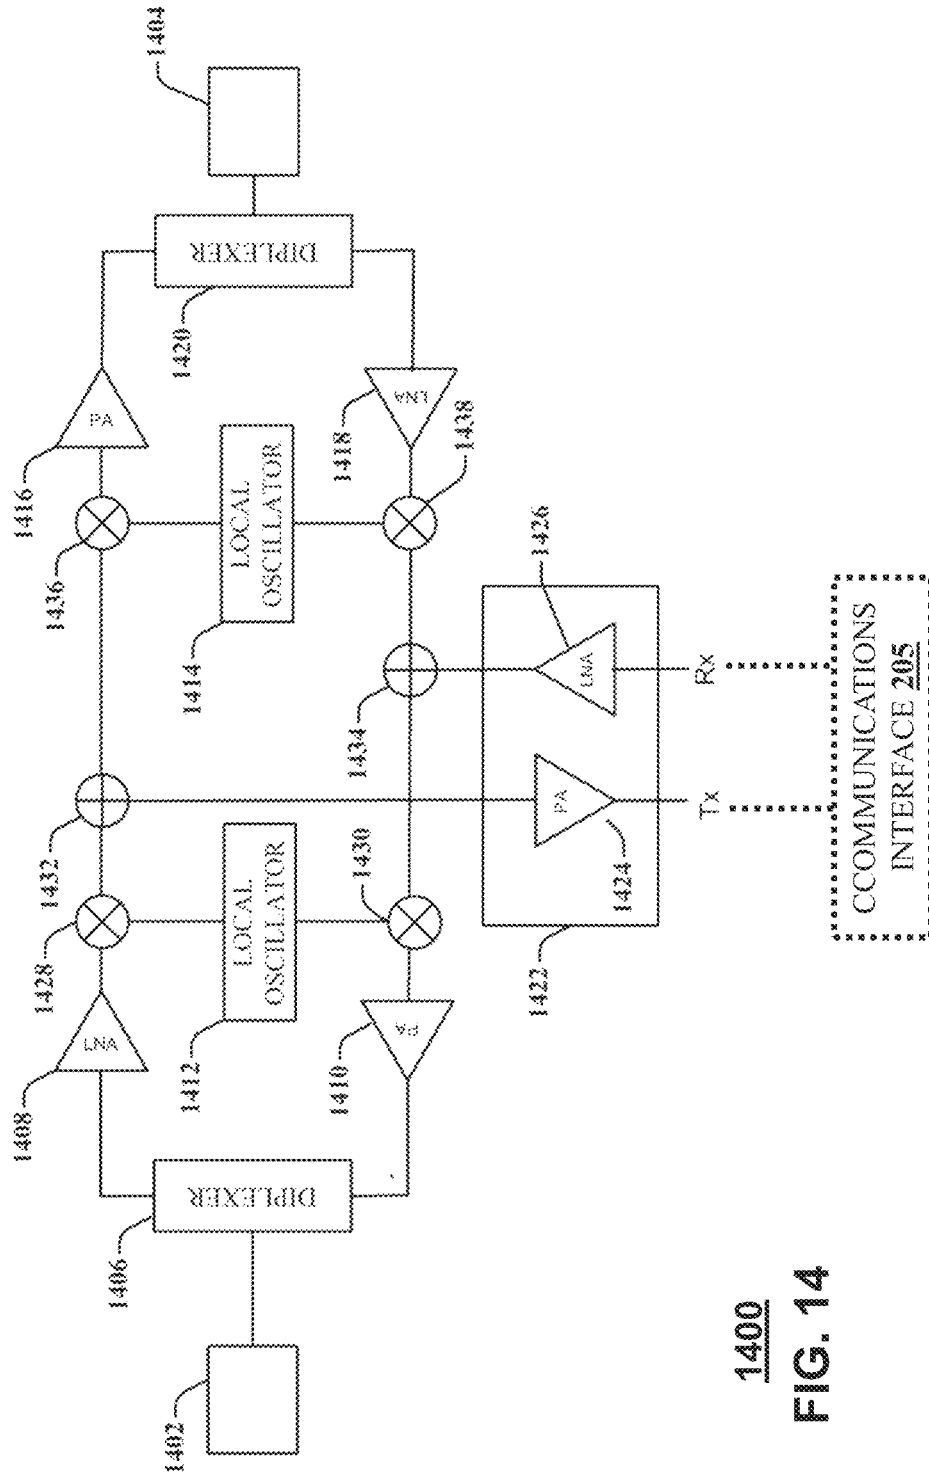 1402
1404
1406
DIPLEXER
1408
LNA
1428
1432
1436
1416
PA
1420
DIPLEXER
1412
LOCAL
OSCILLATOR
1414
LOCAL
OSCILLATOR
1410
PA
1430
1434
1438
1418
LNA
1422
1424
PA
1426
LNA
Tx
Rx
CCOMMUNICATIONS
INTERFACE 205
1400
FIG. 14